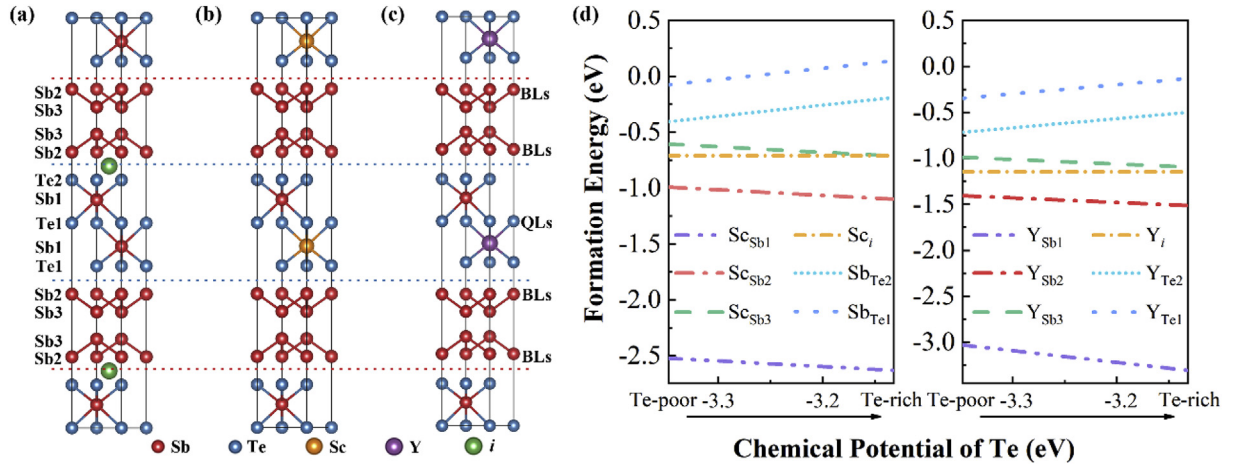 (a)
(b)
(c)
(d)
Sb2
Sb3
Sb3
Sb2
Te2
Sb1
Te1
Sb1
Te1
Sb2
Sb3
Sb3
Sb2
BLs
BLs
QLs
BLs
BLs
Sb
Te
Sc
Y
i
Formation Energy (eV)
0.5
0.0
-0.5
-1.0
-1.5
-2.0
-2.5
Sc_Sb1
Sc_i
Sc_Sb2
Sb_Te2
Sc_Sb3
Sb_Te1
Te-poor -3.3 -3.2 Te-rich
0.5
0.0
-0.5
-1.0
-1.5
-2.0
-2.5
-3.0
Y_Sb1
Y_i
Y_Sb2
Y_Te2
Y_Sb3
Y_Te1
Te-poor -3.3 -3.2 Te-rich
Chemical Potential of Te (eV)